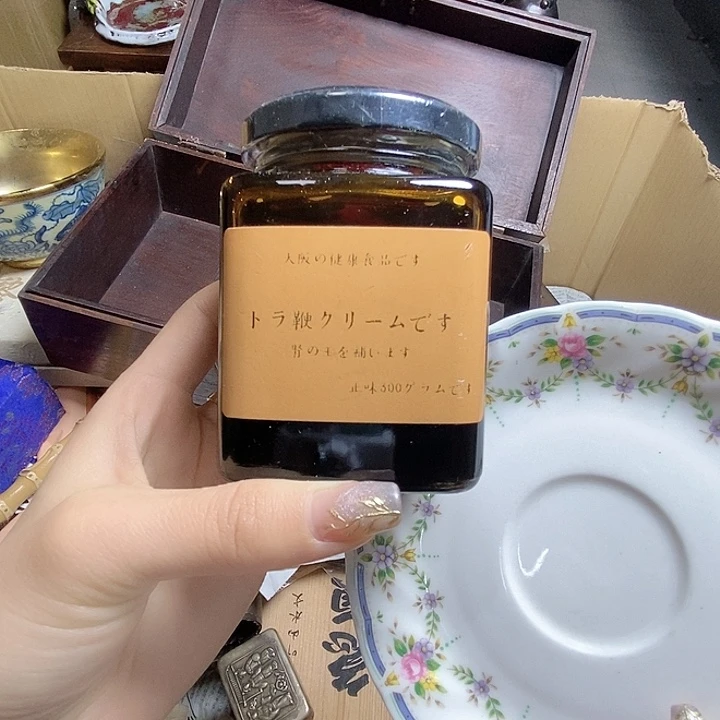 大阪の健康食品です
トラ鞭クリームです
腎の王を補います
正味500グラムです